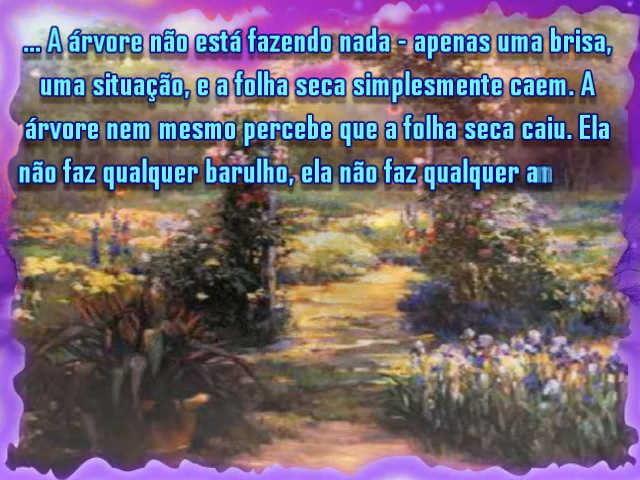 ... A árvore não está fazendo nada - apenas uma brisa,
uma situação, e a folha seca simplesmente caem. A
árvore nem mesmo percebe que a folha seca caiu. Ela
não faz qualquer barulho, ela não faz qualquer an